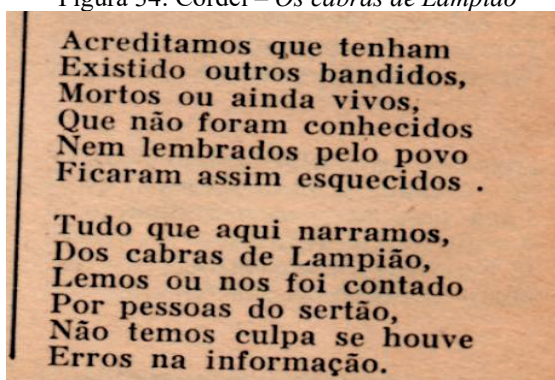 Figura 34: Cordel – Os cabras de Lampião
Acreditamos que tenham
Existido outros bandidos,
Mortos ou ainda vivos,
Que não foram conhecidos
Nem lembrados pelo povo
Ficaram assim esquecidos .
Tudo que aqui narramos,
Dos cabras de Lampião,
Lemos ou nos foi contado
Por pessoas do sertão,
Não temos culpa se houve
Erros na informação.